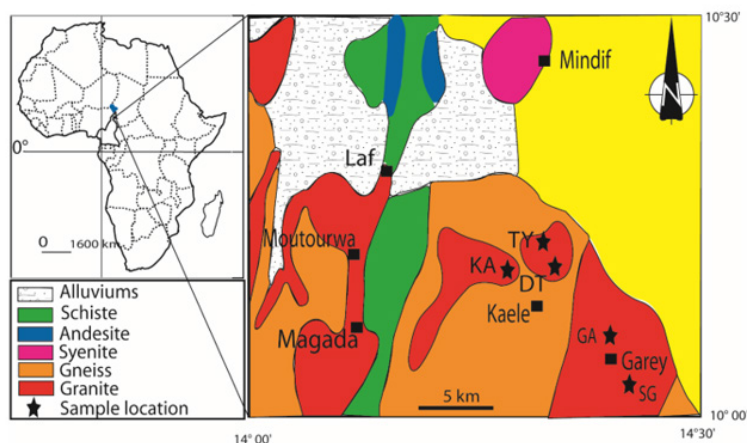 0°
0 1600 km
Alluviums
Schiste
Andesite
Syenite
Gneiss
Granite
Sample location
10°30'
Mindif
N
Laf
Moutourwa
TY
KA
DT
Kaele
Magada
GA
Garey
SG
5 km
10° 00'
14° 00'
14°30'